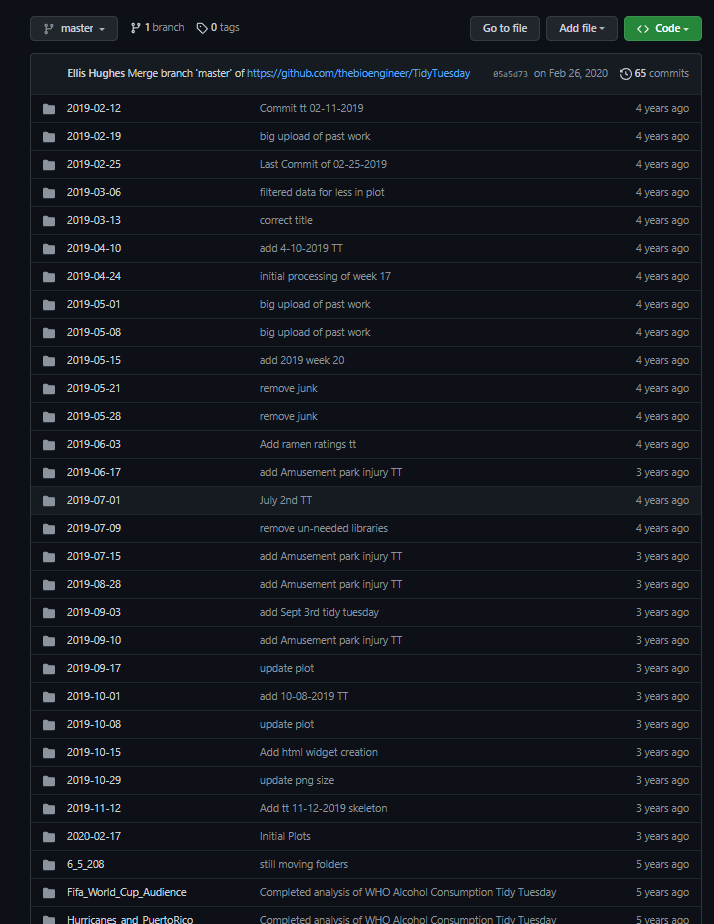 master 1 branch 0 tags Go to file Add file Code
Ellis Hughes Merge branch 'master' of https://github.com/thebioengineer/TidyTuesday 05a5d73 on Feb 26, 2020 65 commits
2019-02-12 Commit tt 02-11-2019 4 years ago
2019-02-19 big upload of past work 4 years ago
2019-02-25 Last Commit of 02-25-2019 4 years ago
2019-03-06 filtered data for less in plot 4 years ago
2019-03-13 correct title 4 years ago
2019-04-10 add 4-10-2019 TT 4 years ago
2019-04-24 initial processing of week 17 4 years ago
2019-05-01 big upload of past work 4 years ago
2019-05-08 big upload of past work 4 years ago
2019-05-15 add 2019 week 20 4 years ago
2019-05-21 remove junk 4 years ago
2019-05-28 remove junk 4 years ago
2019-06-03 Add ramen ratings tt 4 years ago
2019-06-17 add Amusement park injury TT 3 years ago
2019-07-01 July 2nd TT 4 years ago
2019-07-09 remove un-needed libraries 4 years ago
2019-07-15 add Amusement park injury TT 3 years ago
2019-08-28 add Amusement park injury TT 3 years ago
2019-09-03 add Sept 3rd tidy tuesday 3 years ago
2019-09-10 add Amusement park injury TT 3 years ago
2019-09-17 update plot 3 years ago
2019-10-01 add 10-08-2019 TT 3 years ago
2019-10-08 update plot 3 years ago
2019-10-15 Add html widget creation 3 years ago
2019-10-29 update png size 3 years ago
2019-11-12 Add tt 11-12-2019 skeleton 3 years ago
2020-02-17 Initial Plots 3 years ago
6_5_208 still moving folders 5 years ago
Fifa_World_Cup_Audience Completed analysis of WHO Alcohol Consumption Tidy Tuesday 5 years ago
Hurricanes_and_PuertoRico Completed analysis of WHO Alcohol Consumption Tidy Tuesday 5 years ago